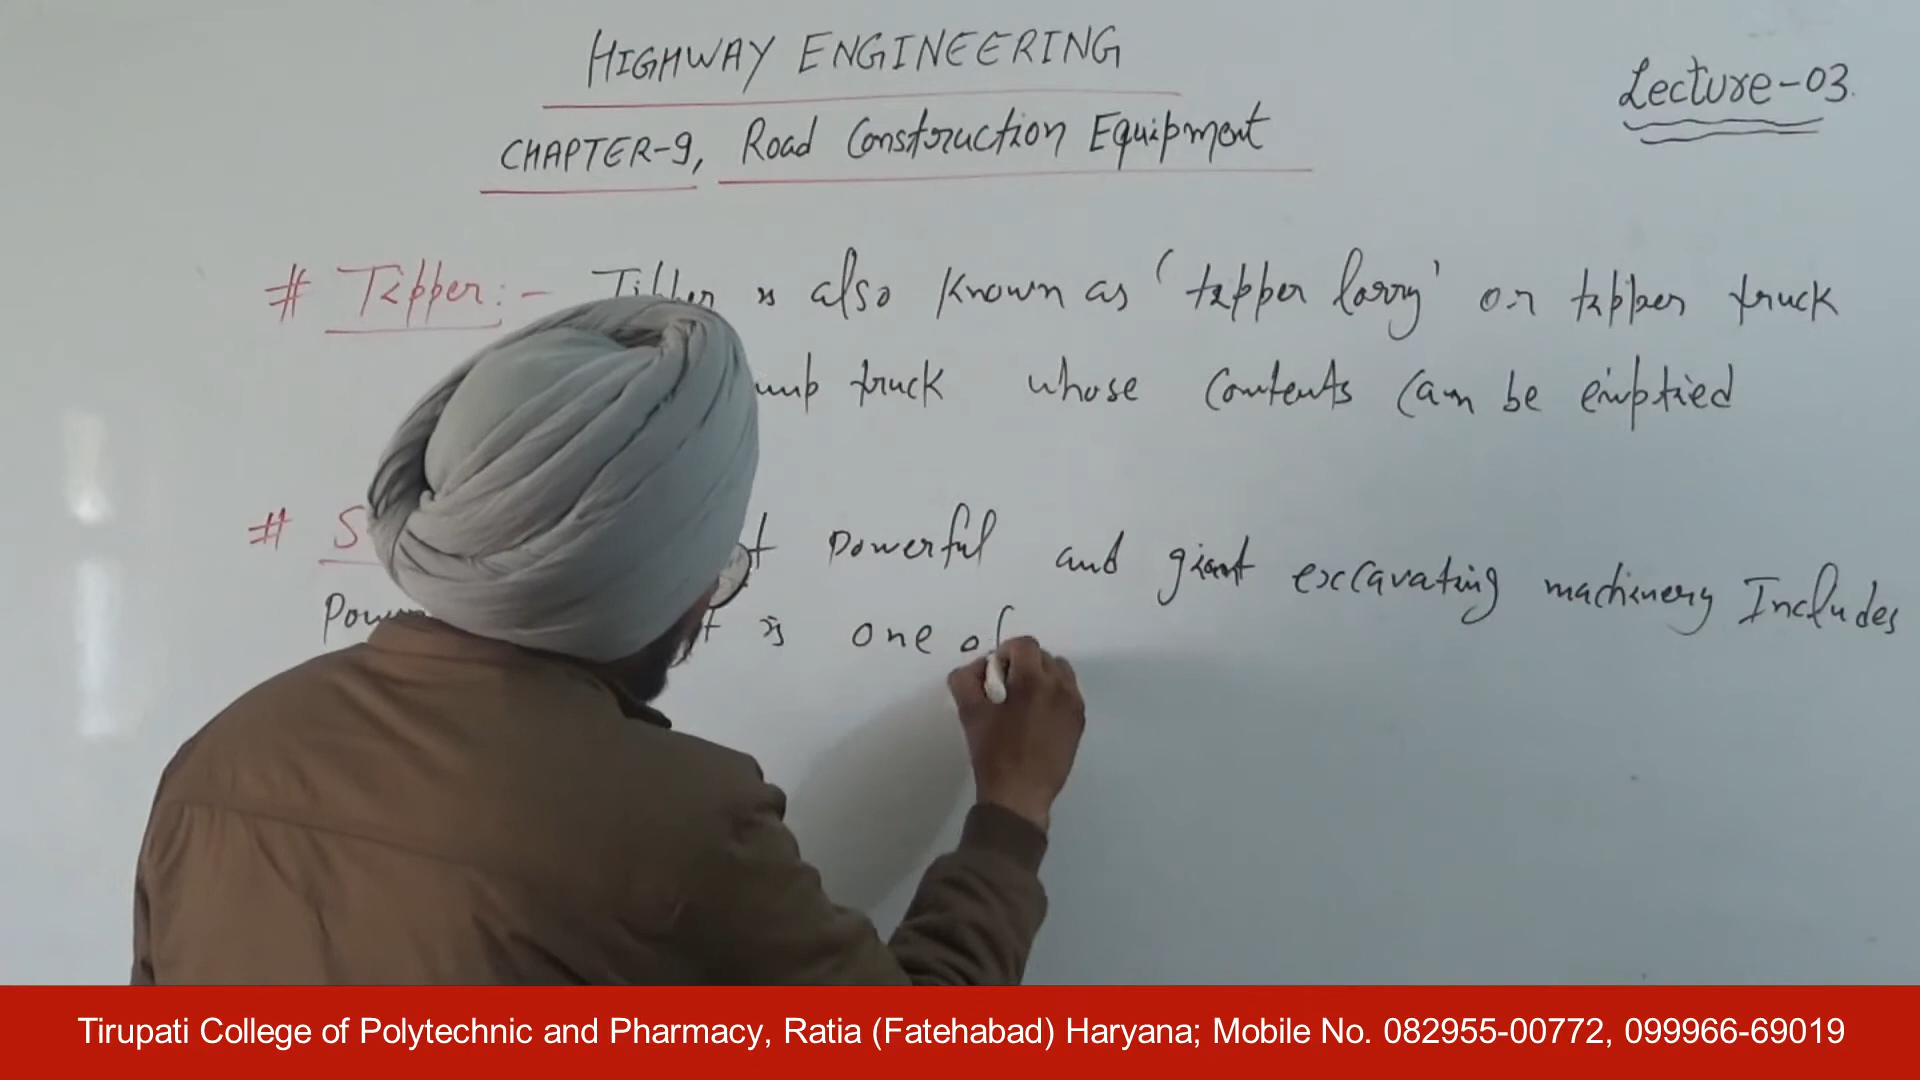 HIGHWAY ENGINEERING
Lecture-03.
CHAPTER-9, Road Construction Equipment
# Tipper:- Tipper is also known as 'tipper lorry' or tipper truck
truck whose contents can be emptied
#
powerful and giant excavating machinery Includes
is one of
Tirupati College of Polytechnic and Pharmacy, Ratia (Fatehabad) Haryana; Mobile No. 082955-00772, 099966-69019